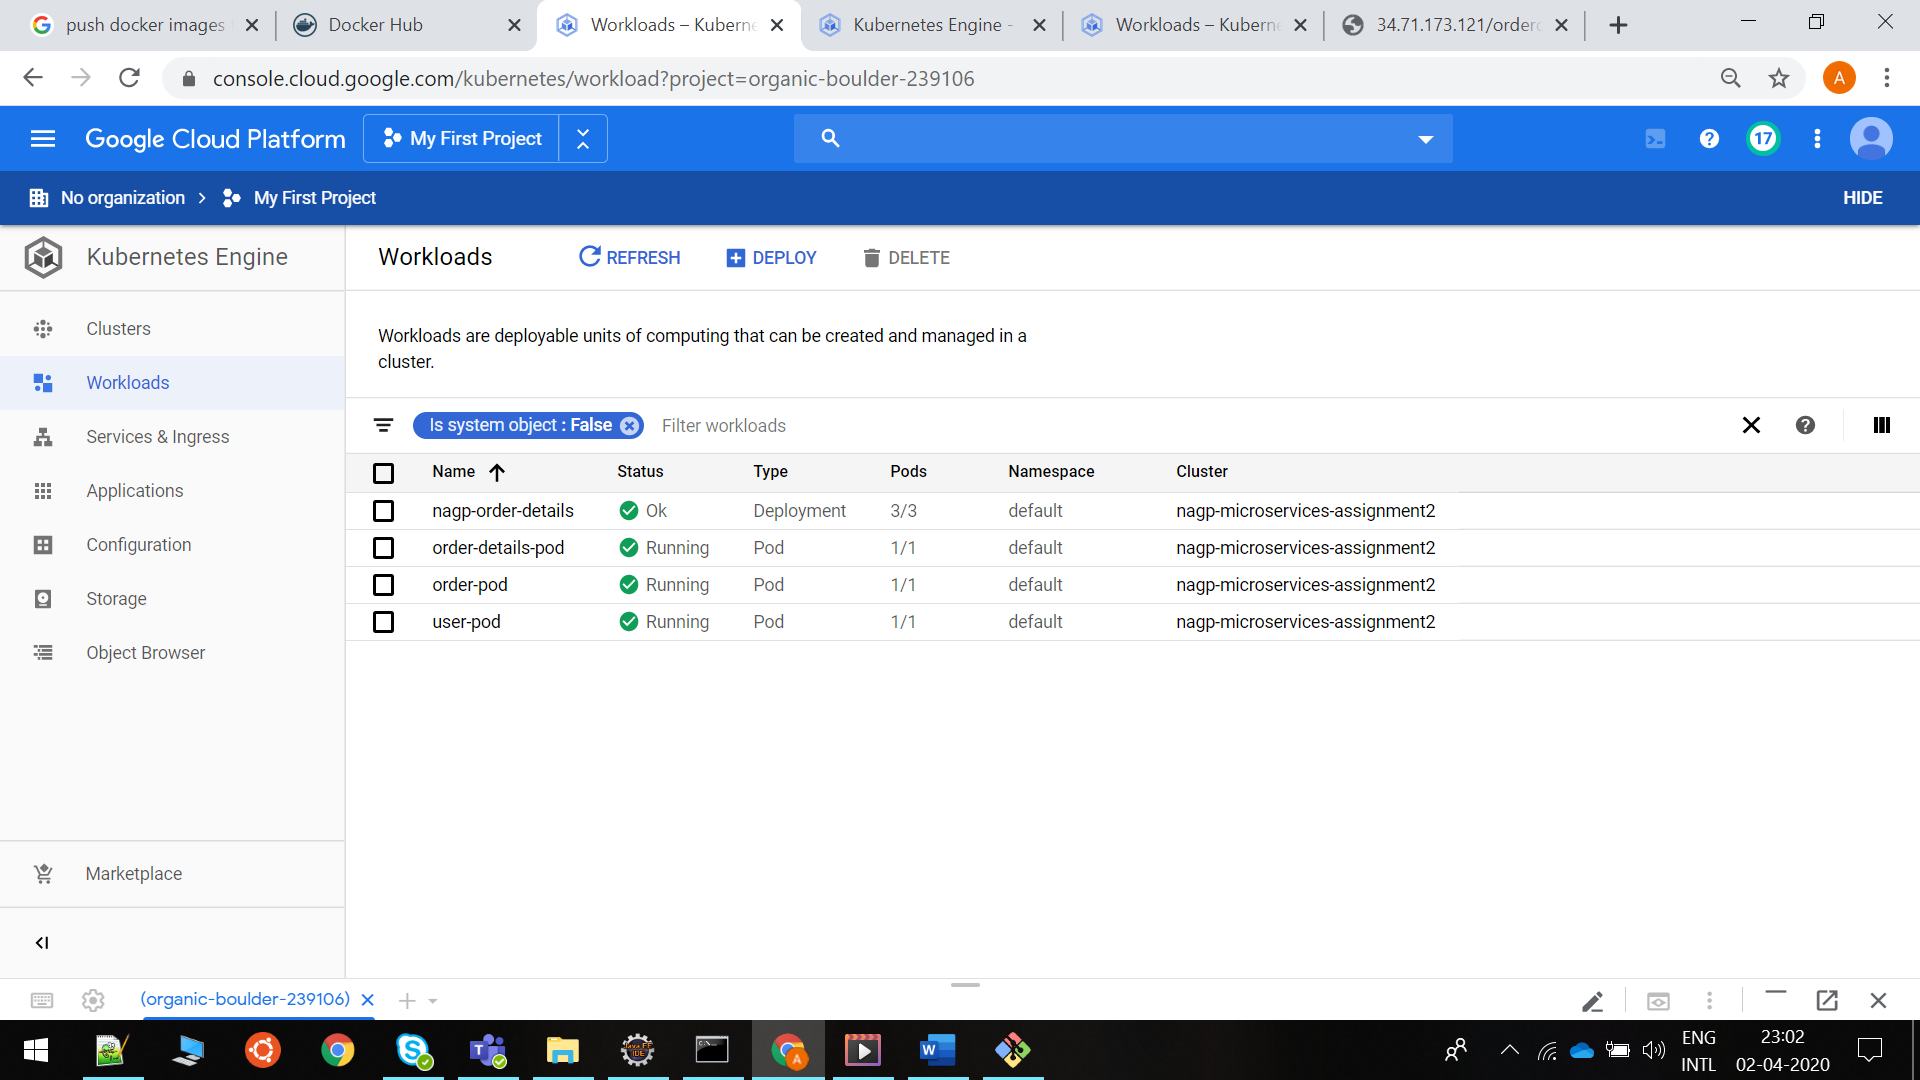 push docker images
Docker Hub
Workloads – Kuberne
Kubernetes Engine -
Workloads – Kuberne
34.71.173.121/orderd
console.cloud.google.com/kubernetes/workload?project=organic-boulder-239106
A
Google Cloud Platform
My First Project
17
No organization
My First Project
HIDE
Kubernetes Engine
Workloads
REFRESH
DEPLOY
DELETE
Clusters
Workloads
Services & Ingress
Applications
Configuration
Storage
Object Browser
Marketplace
Workloads are deployable units of computing that can be created and managed in a
cluster.
Is system object : False
Filter workloads
Name Status Type Pods Namespace Cluster
nagp-order-details Ok Deployment 3/3 default nagp-microservices-assignment2
order-details-pod Running Pod 1/1 default nagp-microservices-assignment2
order-pod Running Pod 1/1 default nagp-microservices-assignment2
user-pod Running Pod 1/1 default nagp-microservices-assignment2
(organic-boulder-239106)
ENG
INTL
23:02
02-04-2020